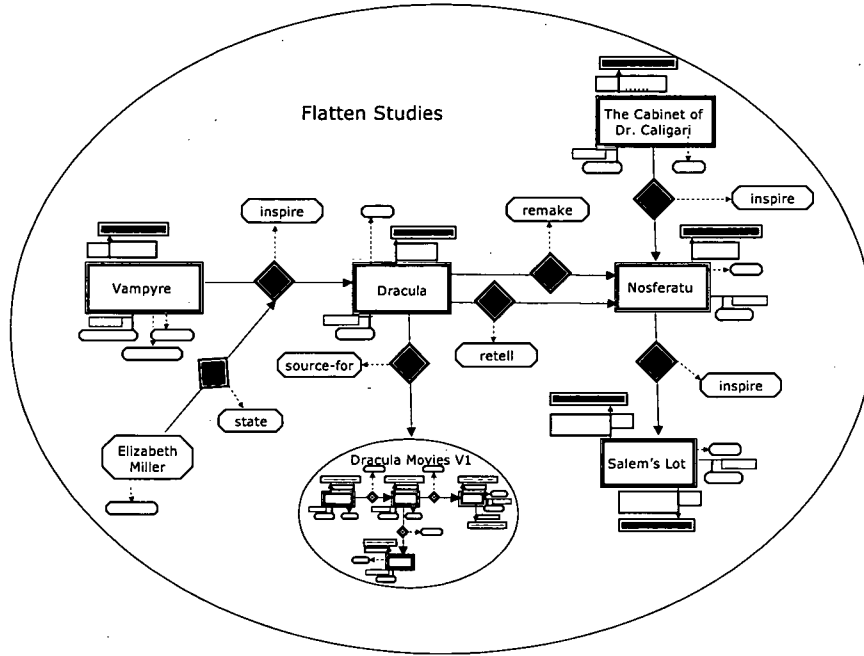 Flatten Studies
The Cabinet of
Dr. Caligari
inspire
remake
inspire
Vampyre
Dracula
Nosferatu
source-for
retell
inspire
state
Elizabeth
Miller
Dracula Movies V1
Salem's Lot